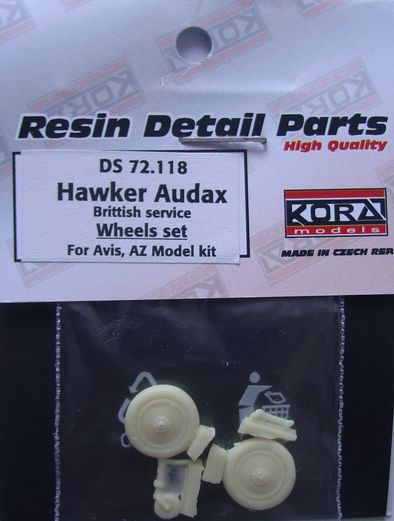 Resin Detail Parts
High Quality
DS 72.118
Hawker Audax
Brittish service
Wheels set
For Avis, AZ Model kit
KORA
models
MADE IN CZECH REP